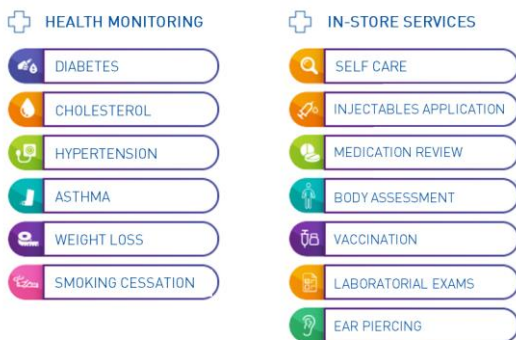 HEALTH MONITORING
DIABETES
CHOLESTEROL
HYPERTENSION
ASTHMA
WEIGHT LOSS
SMOKING CESSATION
IN-STORE SERVICES
SELF CARE
INJECTABLES APPLICATION
MEDICATION REVIEW
BODY ASSESSMENT
VACCINATION
LABORATORIAL EXAMS
EAR PIERCING